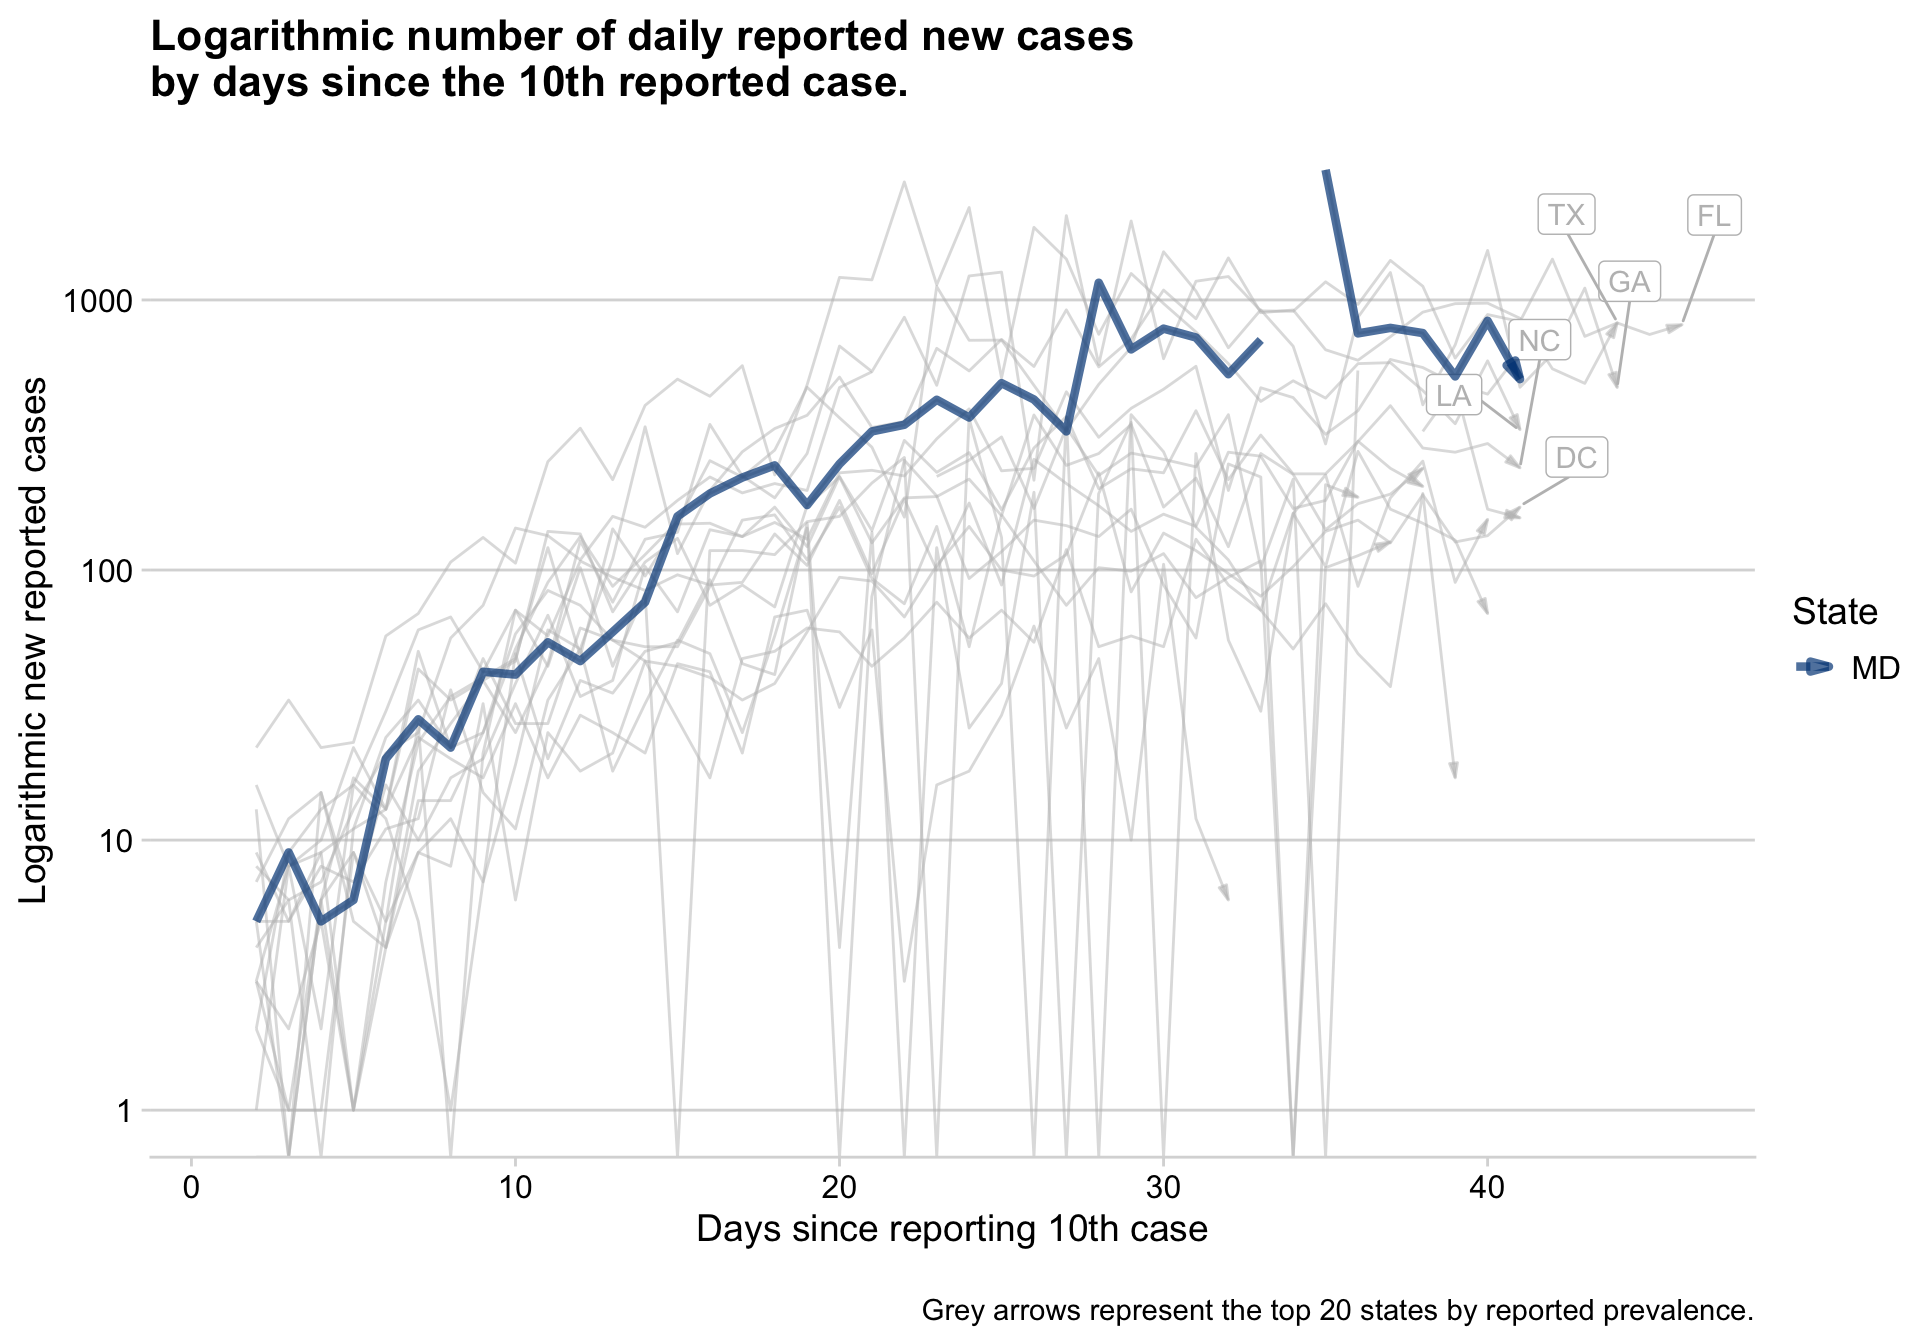 Logarithmic number of daily reported new cases
by days since the 10th reported case.
Logarithmic new reported cases
1000
100
10
1
TX
FL
GA
NC
LA
DC
State
MD
0
10
20
30
40
Days since reporting 10th case
Grey arrows represent the top 20 states by reported prevalence.